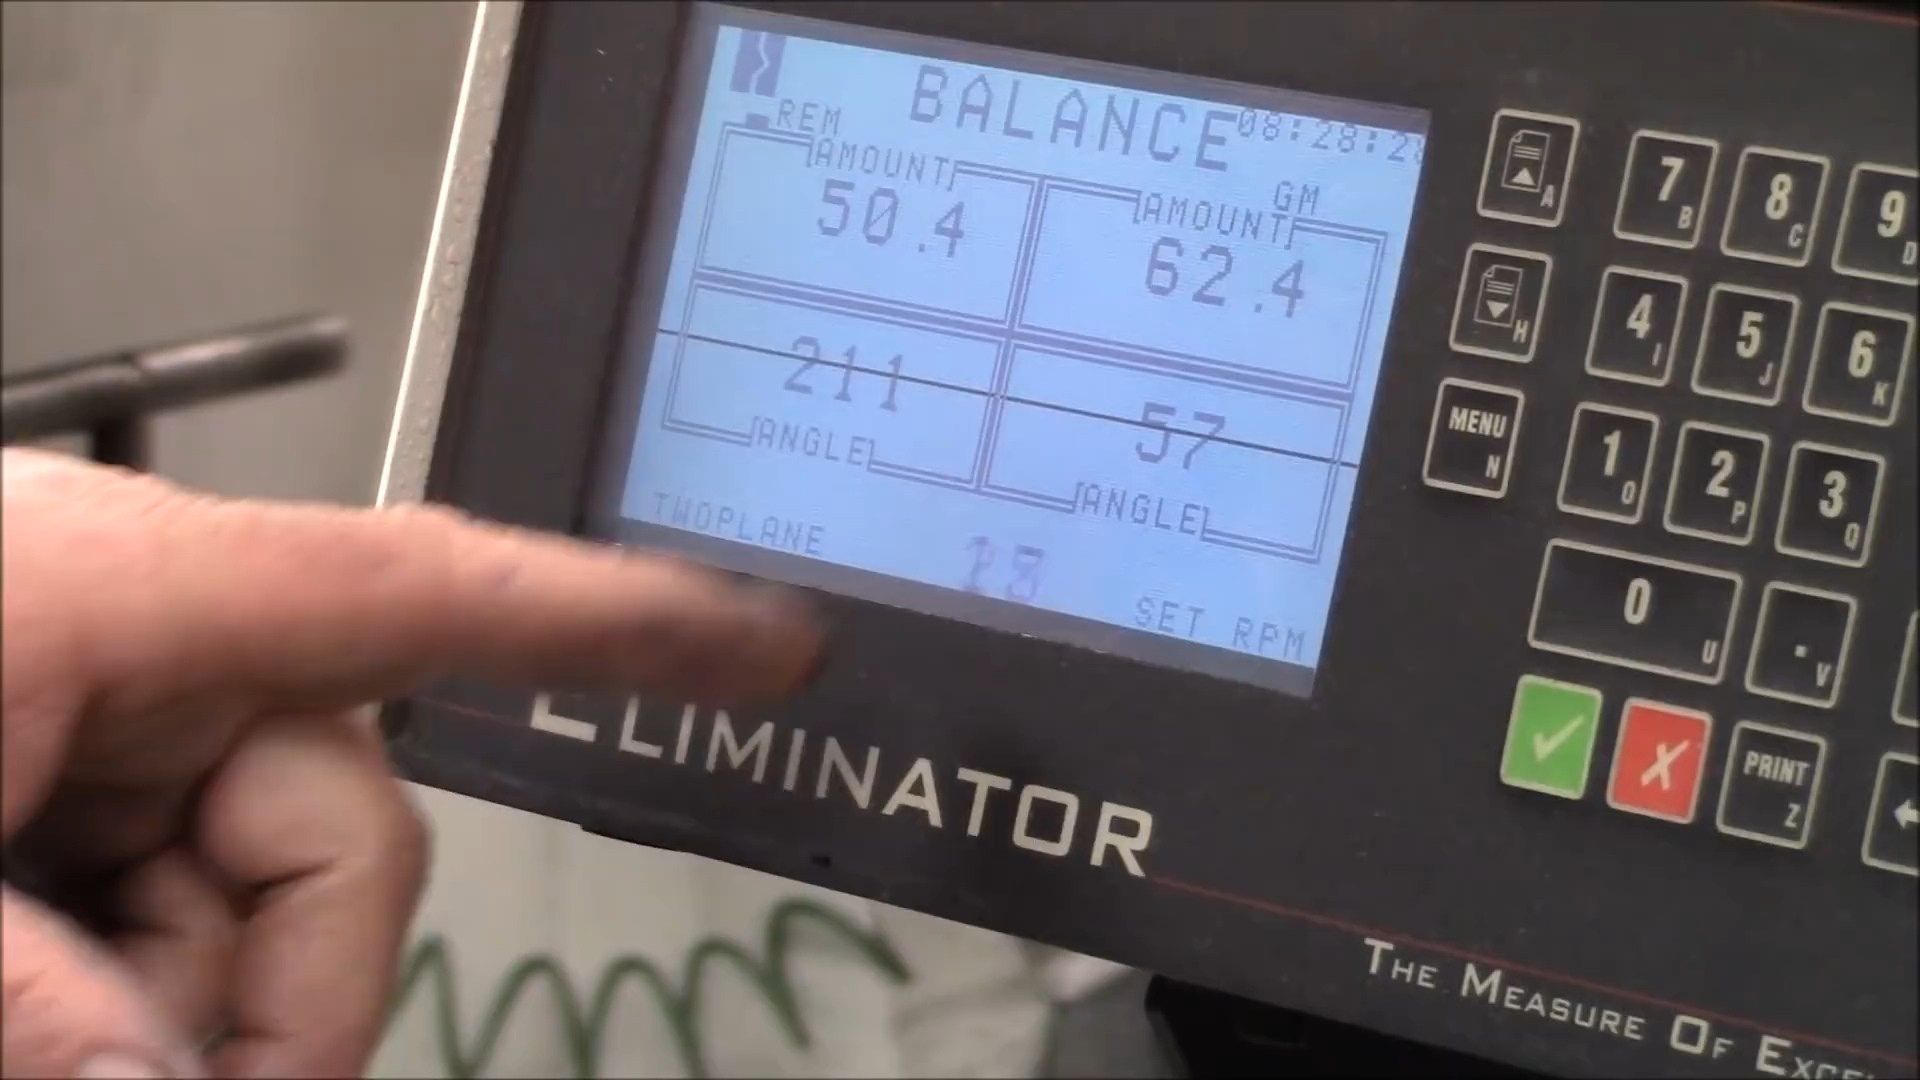 BALANCE
08:28:2
REM
GM
AMOUNT
50.4
AMOUNT
62.4
211
ANGLE
57
ANGLE
TWOPLANE
SET RPM
ELIMINATOR
THE MEASURE OF
A
7 B
8 C
9 D
H
4 I
5 J
6 K
MENU N
1 O
2 P
3 Q
0 U
. V
PRINT Z